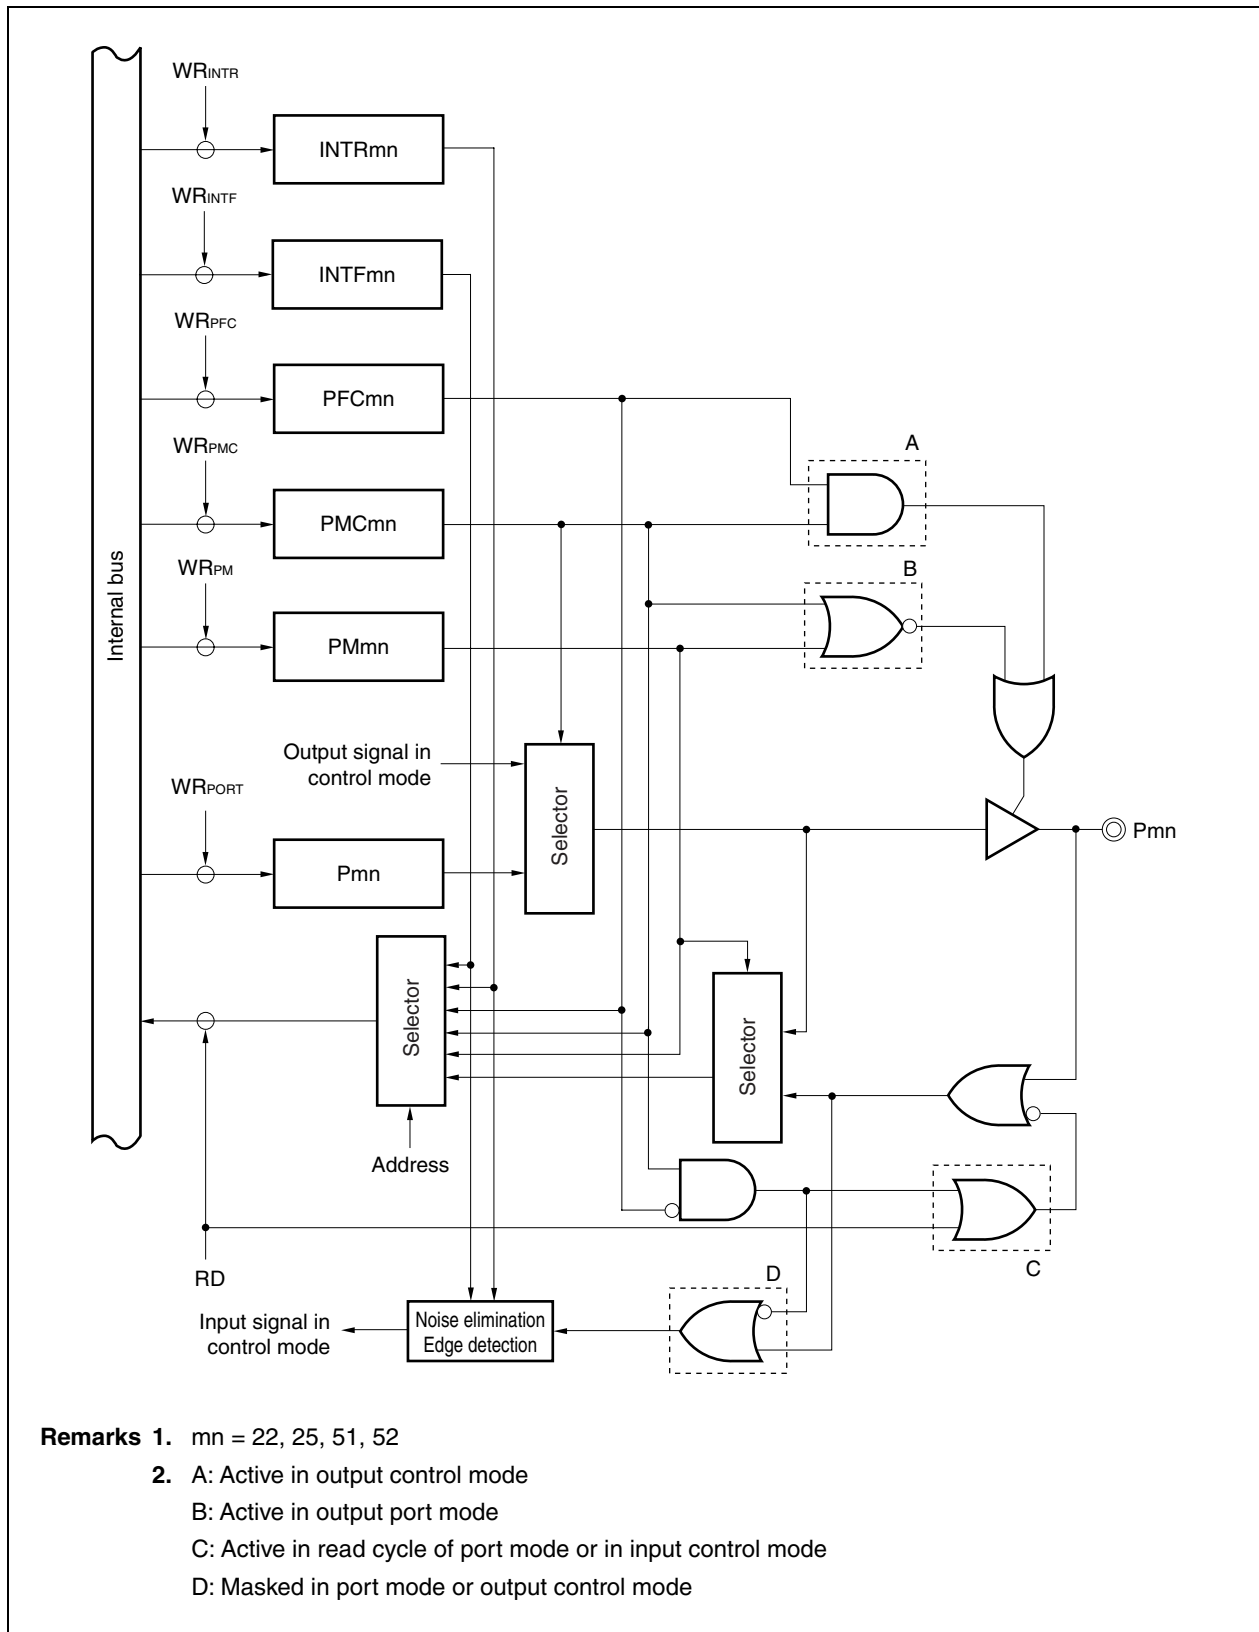 WRINTR
INTRmn
WRINTF
INTFmn
WRPFC
PFCmn
A
WRPMC
PMCmn
B
WRPM
PMmn
Internal bus
Output signal in
control mode
Selector
WRPORT
Pmn
Pmn
Selector
Selector
Address
RD
C
D
Input signal in
control mode
Noise elimination
Edge detection
Remarks 1. mn = 22, 25, 51, 52
2. A: Active in output control mode
B: Active in output port mode
C: Active in read cycle of port mode or in input control mode
D: Masked in port mode or output control mode